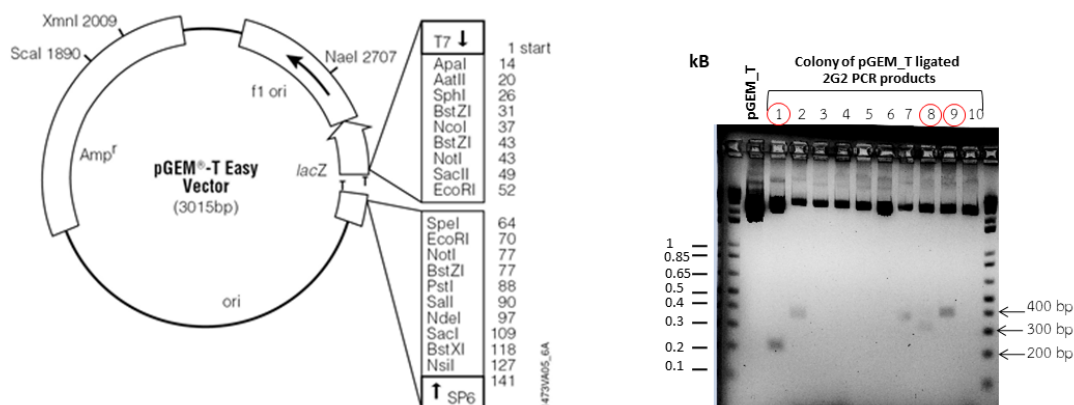 XmnI 2009
ScaI 1890
NaeI 2707
f1 ori
Ampʳ
pGEM®-T Easy
Vector
(3015bp)
lacZ
ori
T7 ↓
1 start
ApaI 14
AatII 20
SphI 26
BstZI 31
NcoI 37
BstZI 43
NotI 43
SacII 49
EcoRI 52
SpeI 64
EcoRI 70
NotI 77
BstZI 77
PstI 88
SalI 90
NdeI 97
SacI 109
BstXI 118
NsiI 127
141
↑ SP6
1473VA05_6A
kB
pGEM_T
Colony of pGEM_T ligated
2G2 PCR products
1 2 3 4 5 6 7 8 9 10
1
0.85
0.65
0.5
0.4
0.3
0.2
0.1
400 bp
300 bp
200 bp